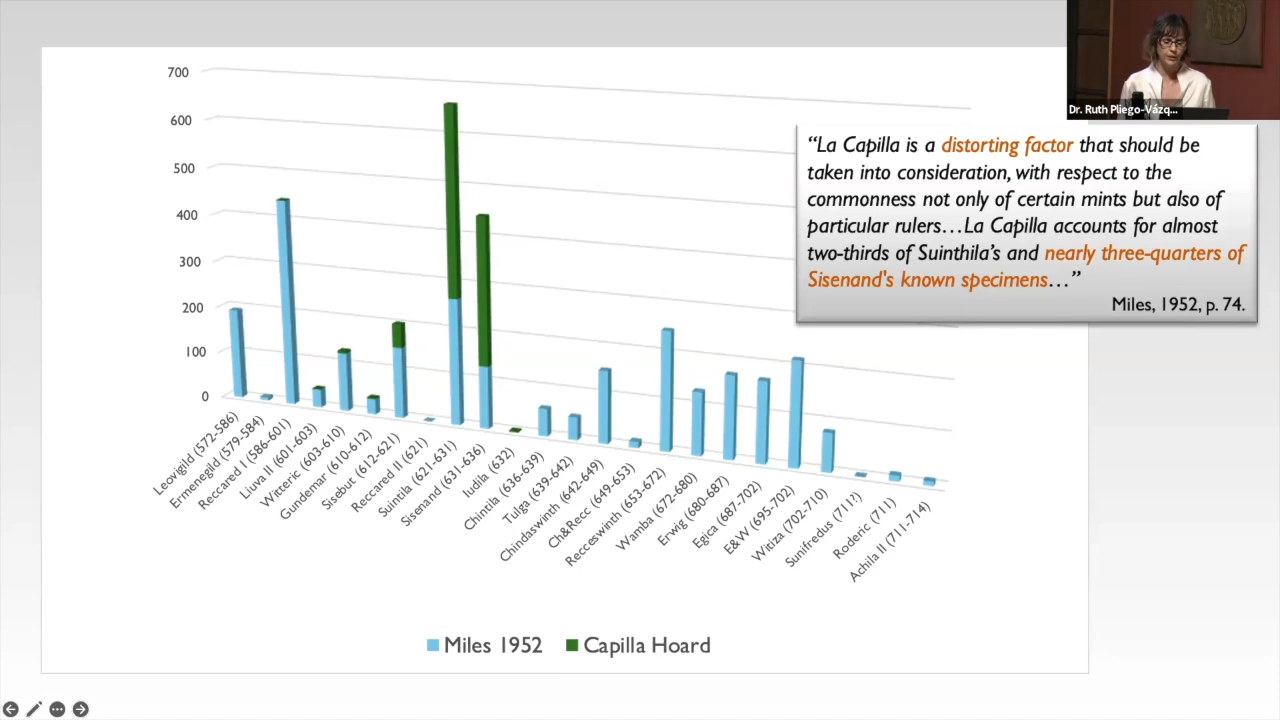 Dr. Ruth Pliego-Vázq...
“La Capilla is a distorting factor that should be
taken into consideration, with respect to the
commonness not only of certain mints but also of
particular rulers…La Capilla accounts for almost
two-thirds of Suinthila’s and nearly three-quarters of
Sisenand's known specimens…”
Miles, 1952, p. 74.
700
600
500
400
300
200
100
0
Leovigild (572-586)
Ermenegild (579-584)
Reccared I (586-601)
Liuva II (601-603)
Witteric (603-610)
Gundemar (610-612)
Sisebut (612-621)
Reccared II (621)
Suintila (621-631)
Sisenand (631-636)
Iudila (632)
Chintila (636-639)
Tulga (639-642)
Chindaswinth (642-649)
Ch&Recc (649-653)
Recceswinth (653-672)
Wamba (672-680)
Erwig (680-687)
Egica (687-702)
E&W (695-702)
Witiza (702-710)
Sunifredus (711?)
Roderic (711)
Achila II (711-714)
Miles 1952
Capilla Hoard